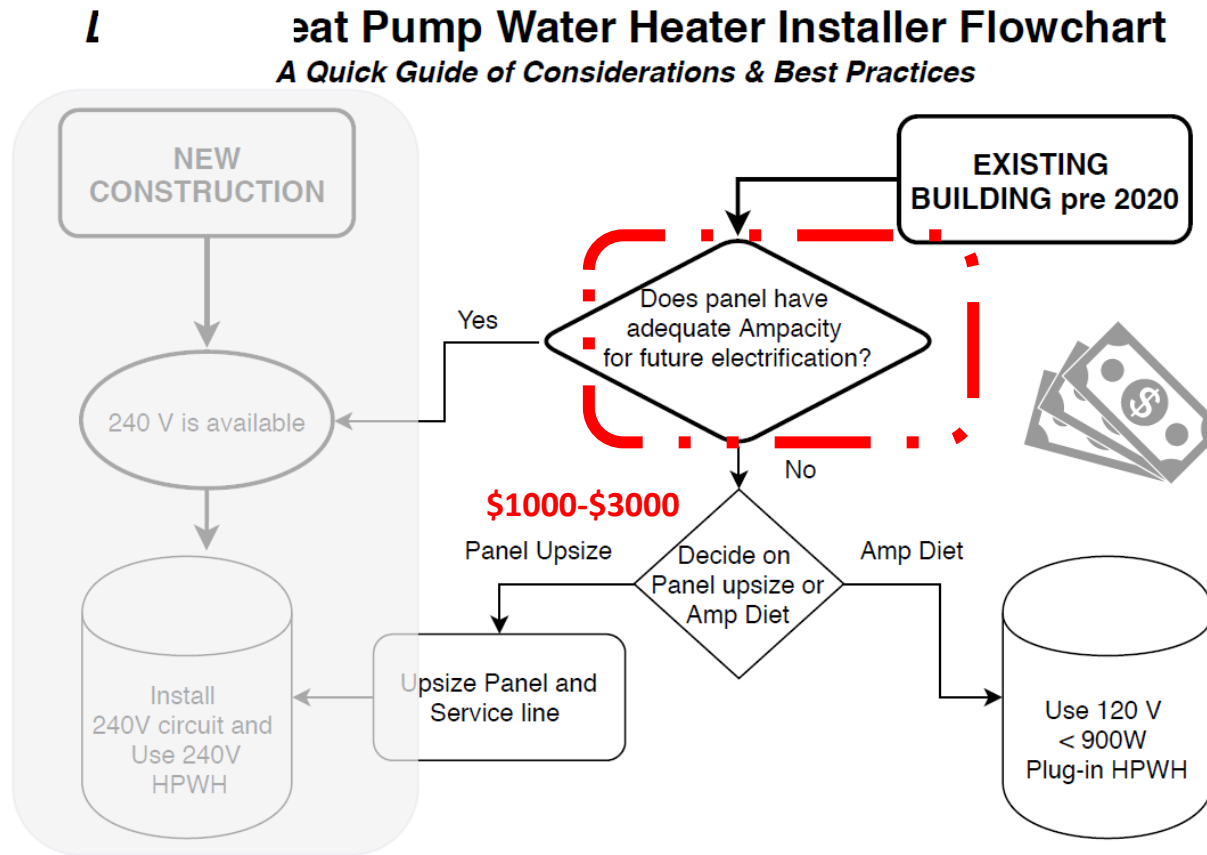 Pump Water Heater Installer Flowchart
A Quick Guide of Considerations & Best Practices
NEW
CONSTRUCTION
EXISTING
BUILDING pre 2020
Does panel have
adequate Ampacity
for future electrification?
Yes
240 V is available
$
No
$1000-$3000
Panel Upsize
Decide on
Panel upsize or
Amp Diet
Amp Diet
Install
240V circuit and
Use 240V
HPWH
Upsize Panel and
Service line
Use 120 V
< 900W
Plug-in HPWH